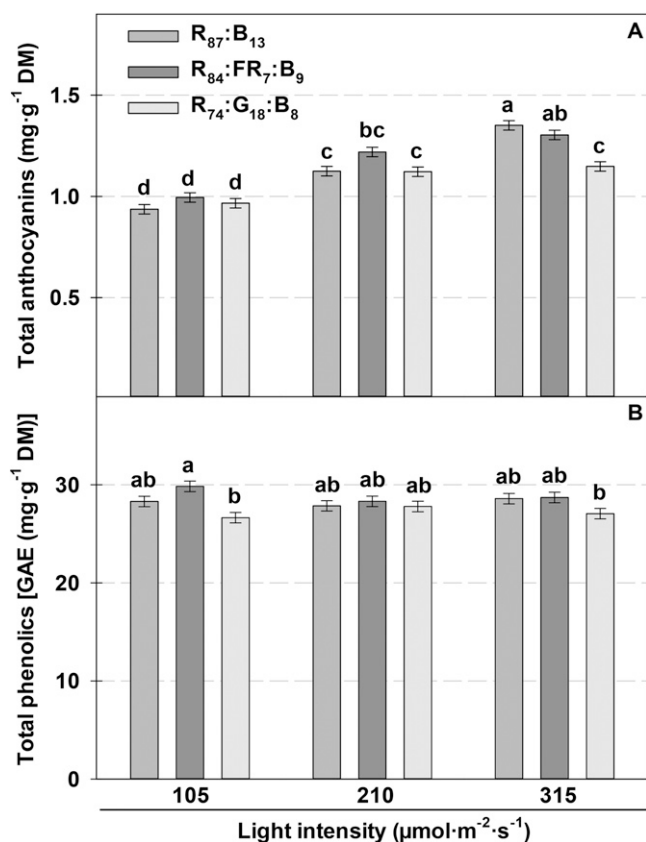 A
R₈₇:B₁₃
R₈₄:FR₇:B₉
R₇₄:G₁₈:B₈
Total anthocyanins (mg·g⁻¹ DM)
1.5
1.0
0.5
d d d c bc c a ab c
B
Total phenolics [GAE (mg·g⁻¹ DM)]
30
20
10
0
ab a b ab ab ab ab ab b
105 210 315
Light intensity (µmol·m⁻²·s⁻¹)